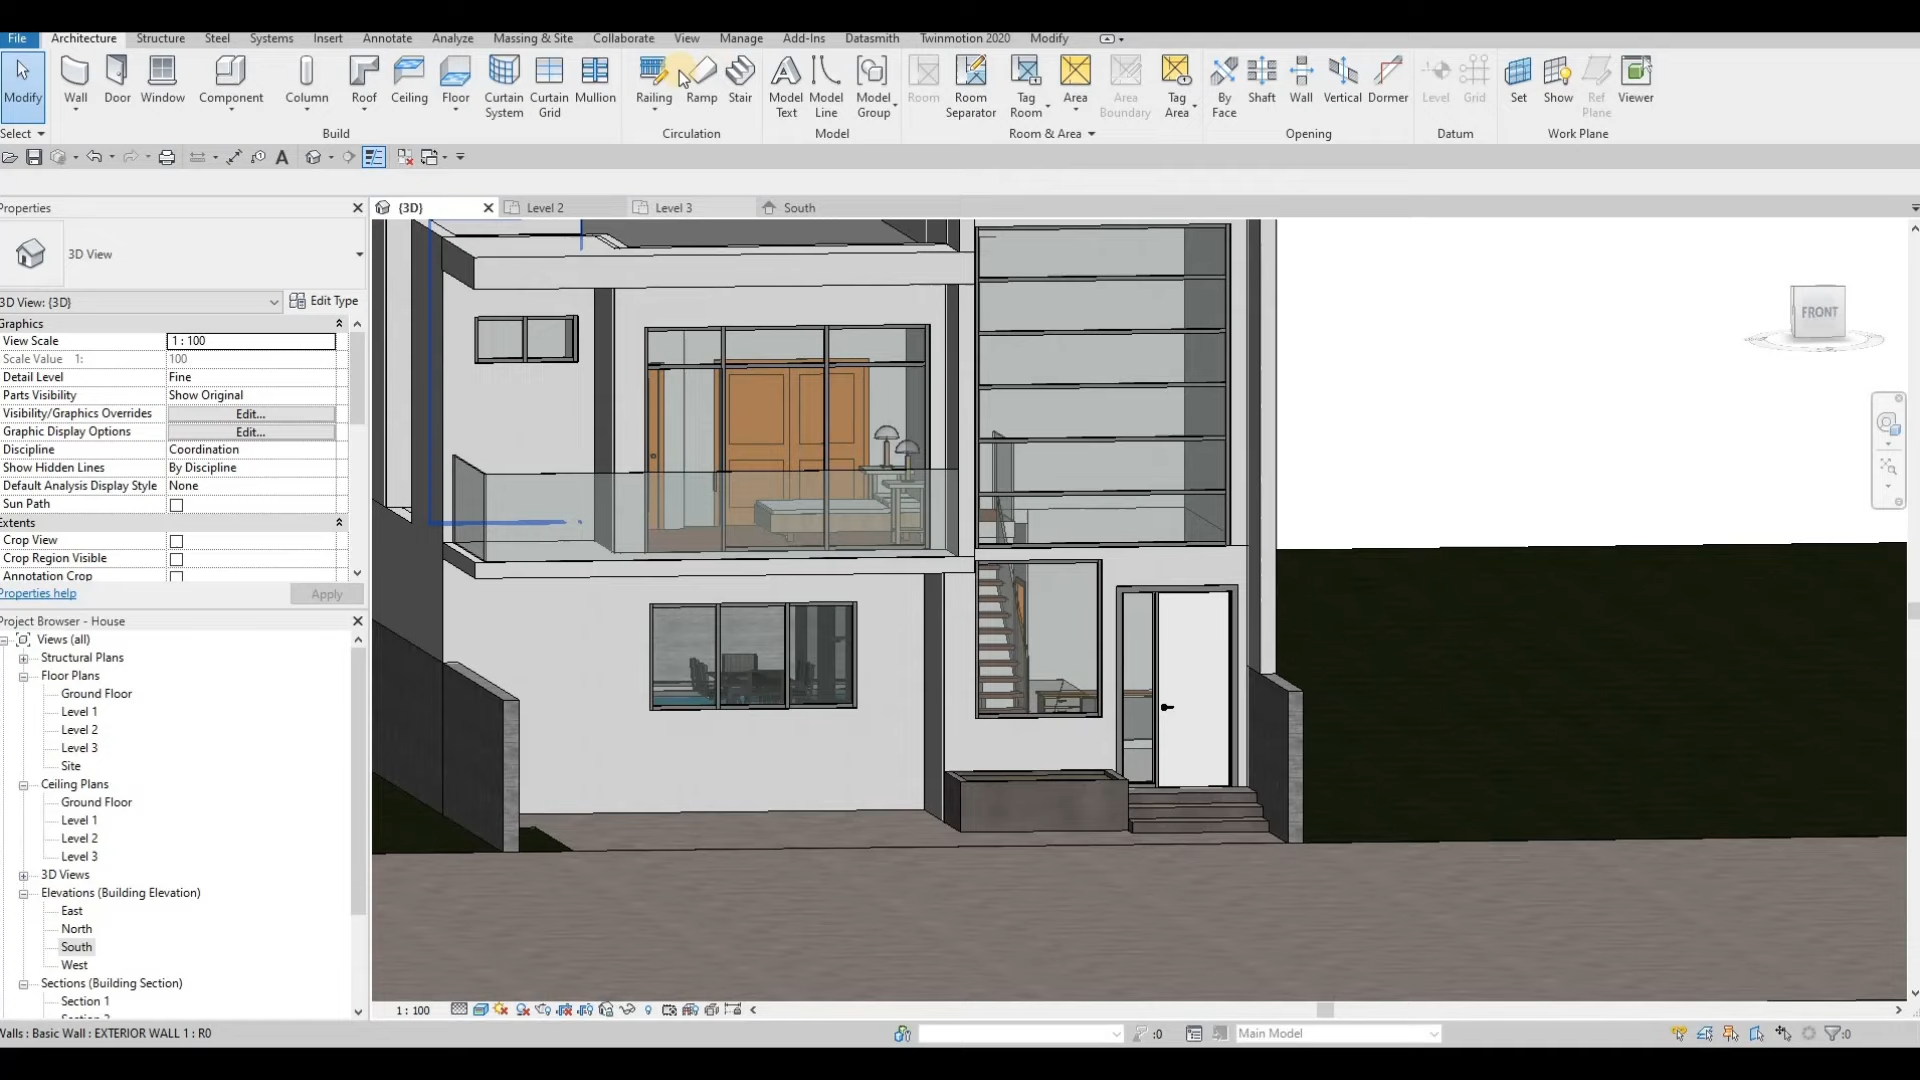 File Architecture Structure Steel Systems Insert Annotate Analyze Massing & Site Collaborate View Manage Add-Ins Datasmith Twinmotion 2020 Modify
Modify Wall Door Window Component Column Roof Ceiling Floor Curtain System Curtain Grid Mullion Railing Ramp Stair Model Text Model Line Model Group Room Room Separator Tag Room Area Area Boundary Tag Area By Face Shaft Wall Vertical Dormer Level Grid Set Show Ref Plane Viewer
Select Build Circulation Model Room & Area Opening Datum Work Plane
Properties
{3D} Level 2 Level 3 South
3D View
3D View: {3D} Edit Type
Graphics
View Scale 1 : 100
Scale Value 1: 100
Detail Level Fine
Parts Visibility Show Original
Visibility/Graphics Overrides Edit...
Graphic Display Options Edit...
Discipline Coordination
Show Hidden Lines By Discipline
Default Analysis Display Style None
Sun Path
Extents
Crop View
Crop Region Visible
Annotation Crop
Properties help Apply
Project Browser - House
Views (all)
Structural Plans
Floor Plans
Ground Floor
Level 1
Level 2
Level 3
Site
Ceiling Plans
Ground Floor
Level 1
Level 2
Level 3
3D Views
Elevations (Building Elevation)
East
North
South
West
Sections (Building Section)
Section 1
FRONT
1 : 100
Walls : Basic Wall : EXTERIOR WALL 1 : R0
:0
Main Model
:0